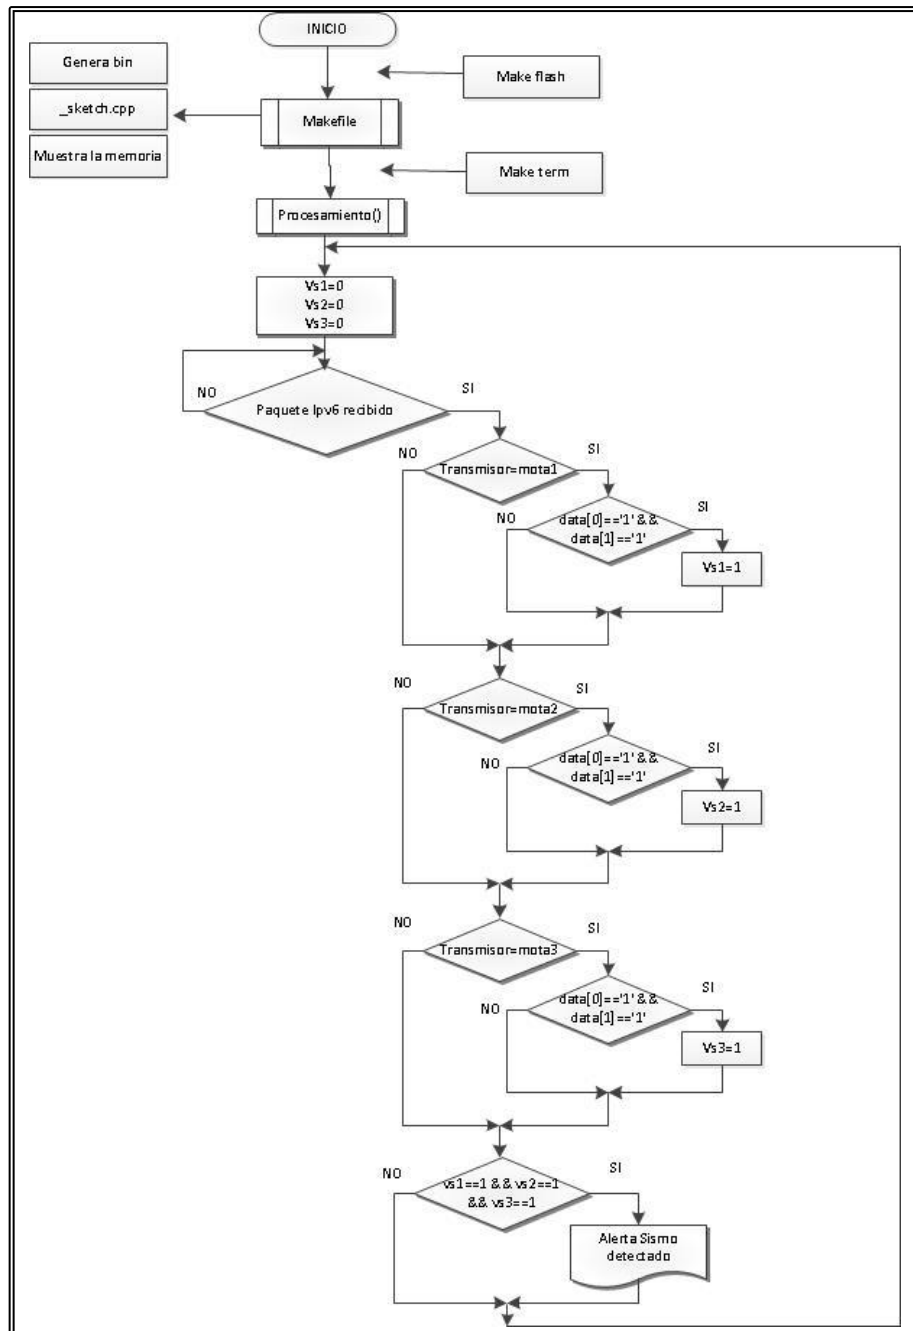 INICIO
Genera bin
Make flash
_sketch.cpp
Makefile
Muestra la memoria
Make term
Procesamiento()
Vs1=0
Vs2=0
Vs3=0
NO
SI
Paquete Ipv6 recibido
NO
SI
Transmisor=mota1
NO
SI
data[0]=='1' &&
data[1]=='1'
Vs1=1
NO
SI
Transmisor=mota2
NO
SI
data[0]=='1' &&
data[1]=='1'
Vs2=1
NO
SI
Transmisor=mota3
NO
SI
data[0]=='1' &&
data[1]=='1'
Vs3=1
NO
SI
vs1==1 && vs2==1
&& vs3==1
Alerta Sismo
detectado